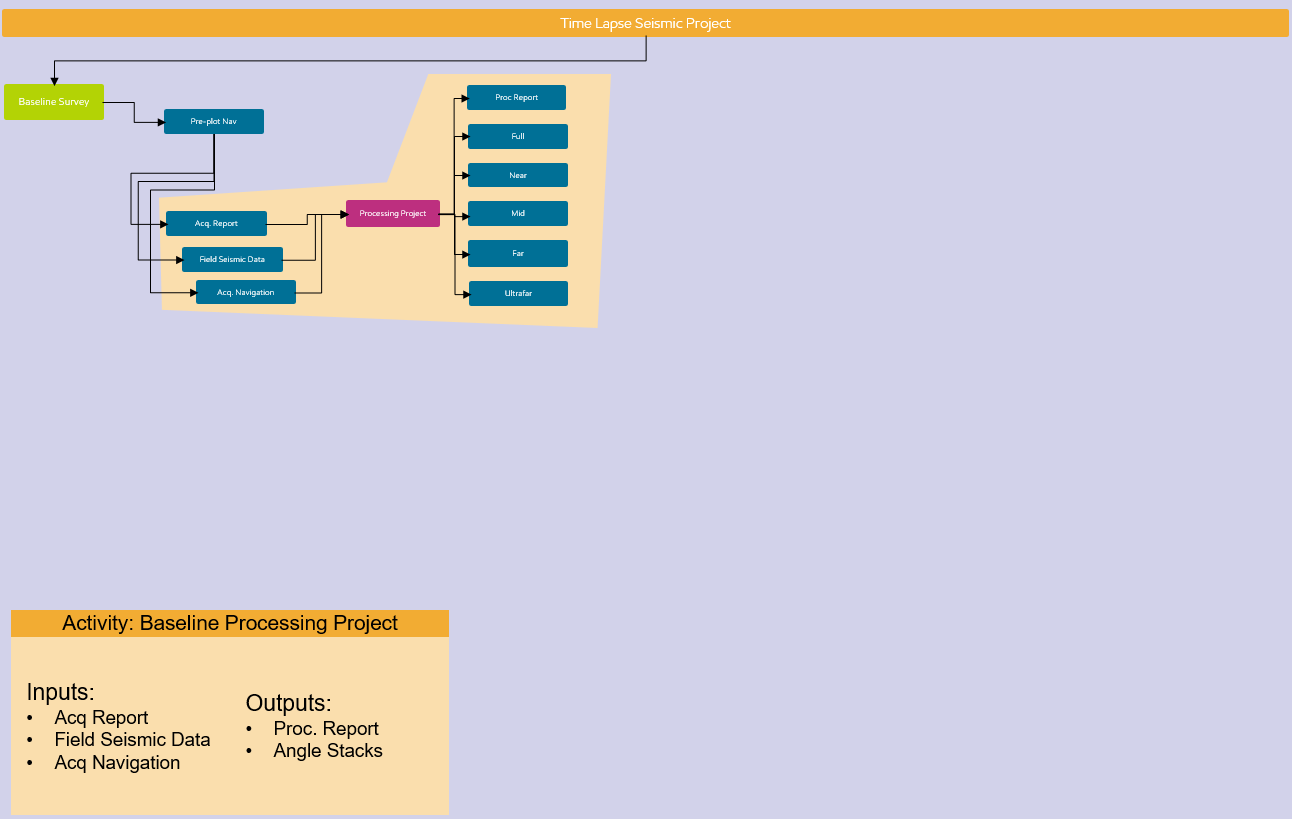 Time Lapse Seismic Project
Baseline Survey
Pre-plot Nav
Proc Report
Full
Near
Mid
Far
Ultrafar
Acq. Report
Field Seismic Data
Acq. Navigation
Processing Project
Activity: Baseline Processing Project
Inputs:
• Acq Report
• Field Seismic Data
• Acq Navigation
Outputs:
• Proc. Report
• Angle Stacks